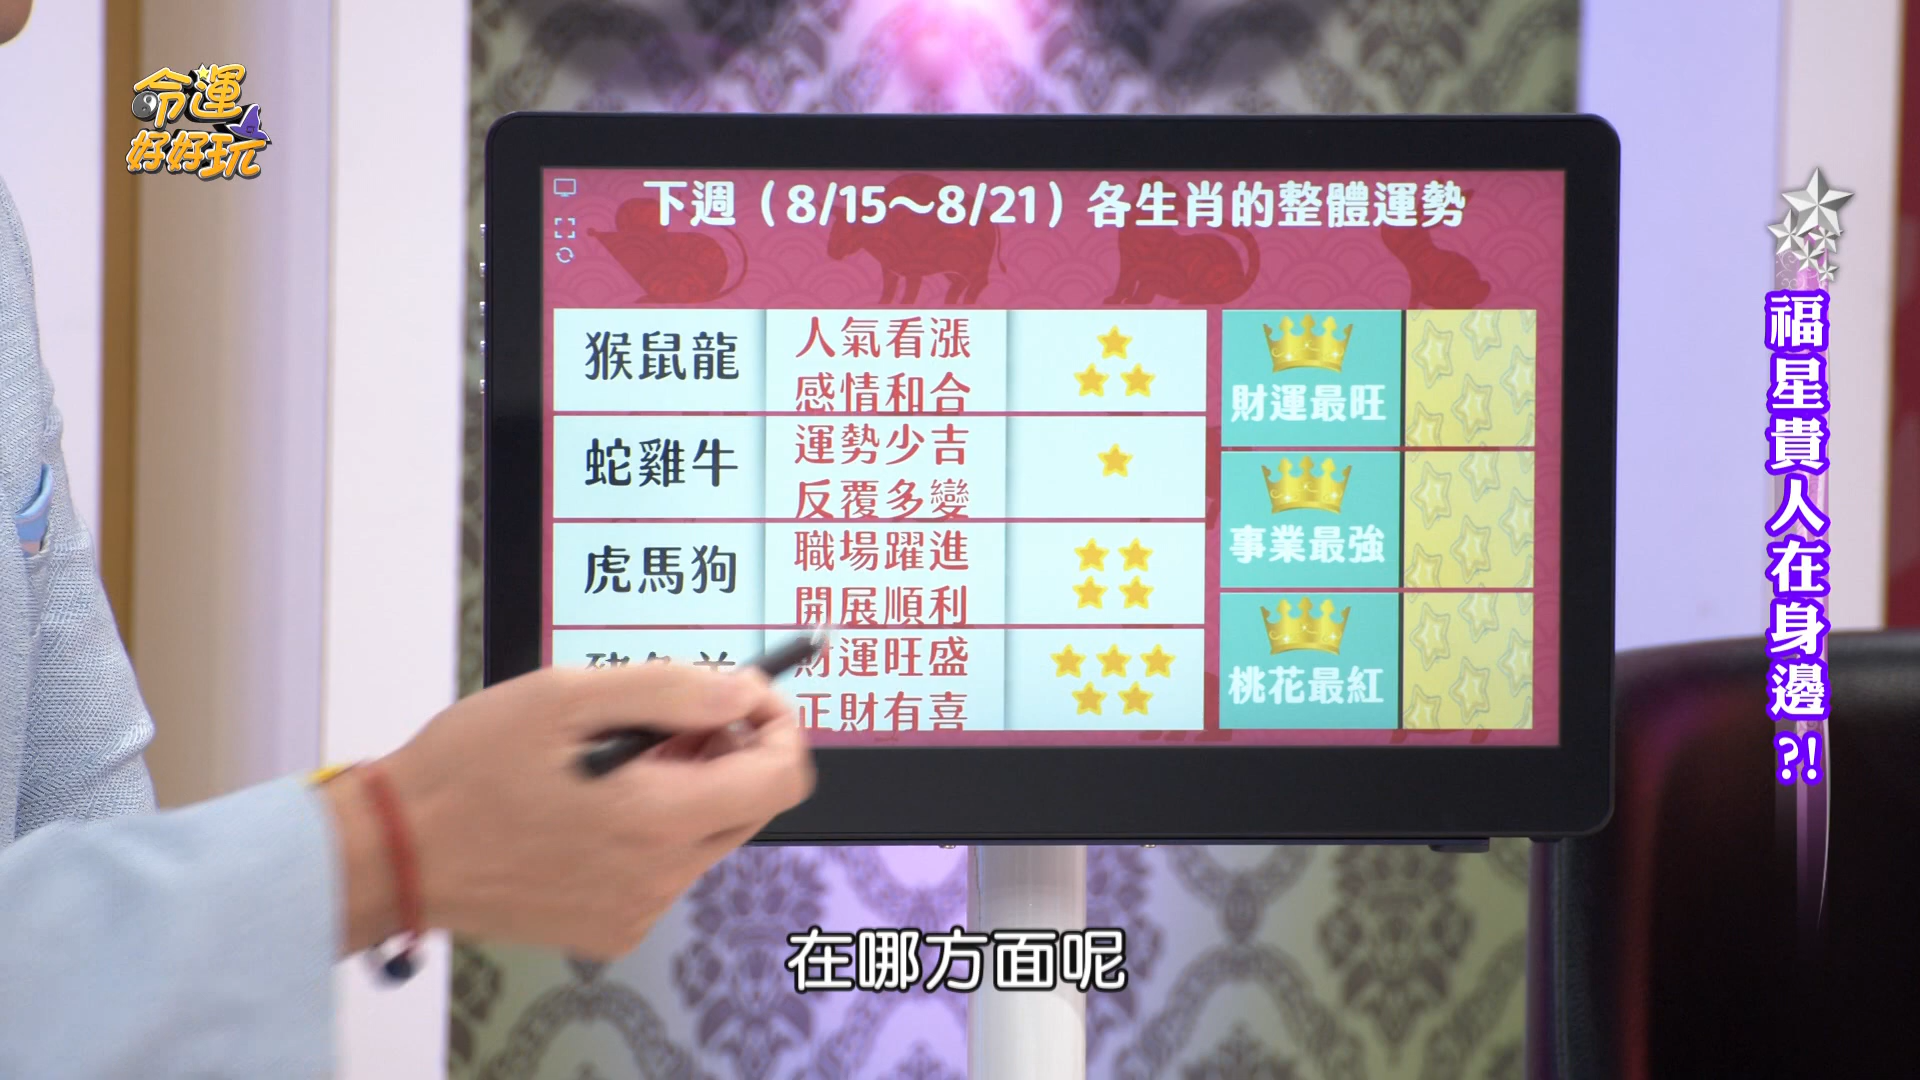 命運
好好玩
下週（8/15～8/21）各生肖的整體運勢
猴鼠龍
人氣看漲
感情和合
蛇雞牛
運勢少吉
反覆多變
虎馬狗
職場躍進
開展順利
財運旺盛
正財有喜
財運最旺
事業最強
桃花最紅
福星貴人在身邊?!
在哪方面呢